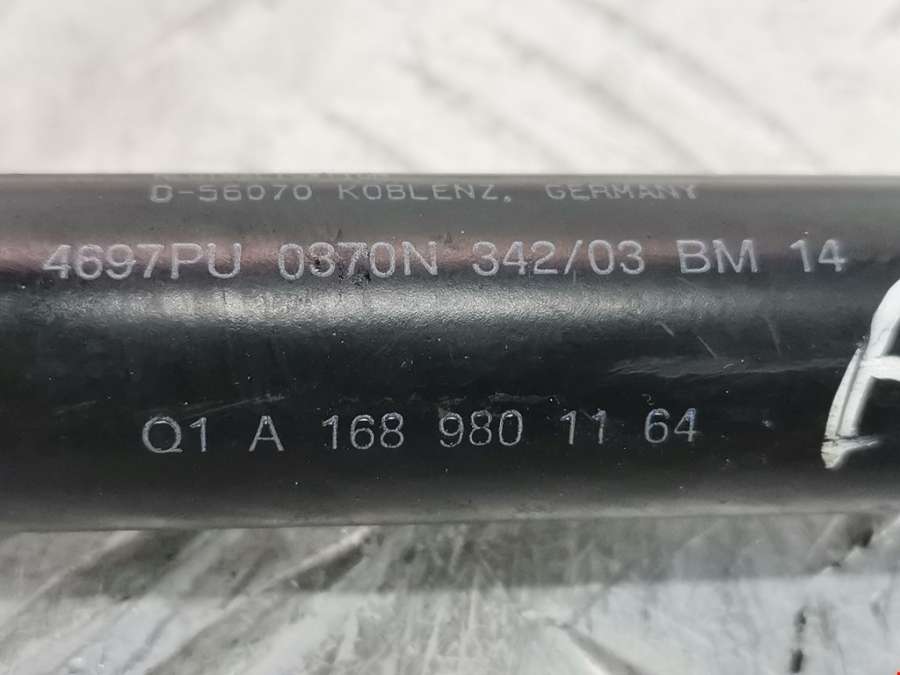 D-56070 KOBLENZ, GERMANY
4697PU 0370N 342/03 BM 14
Q1 A 168 980 11 64